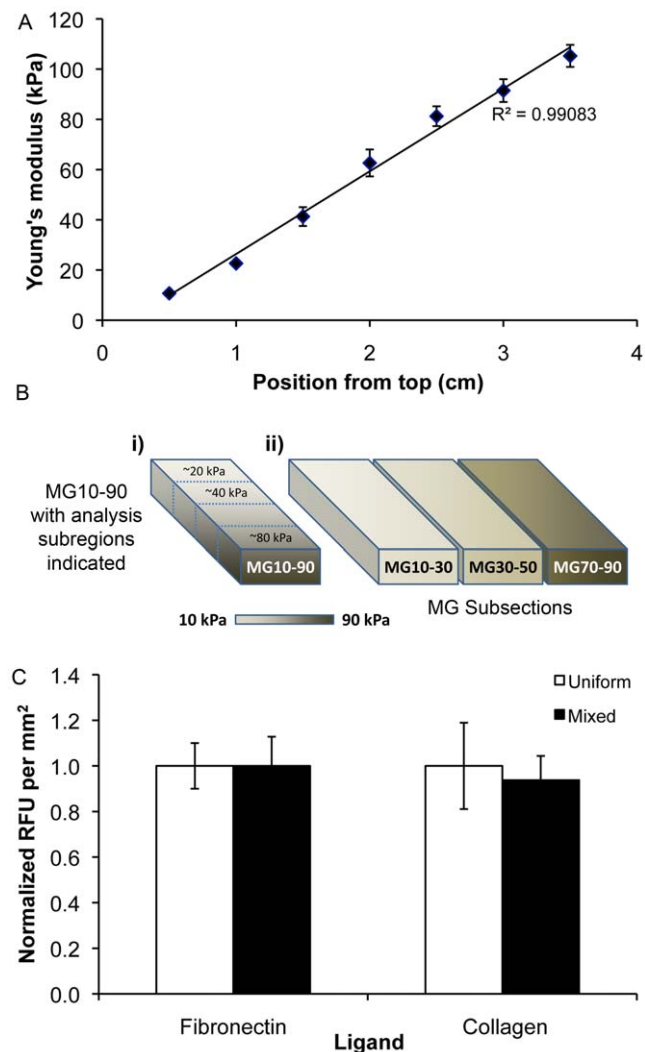 A
120
100
80
60
40
20
0
Young's modulus (kPa)
R² = 0.99083
0 1 2 3 4
Position from top (cm)
B
i) ii)
MG10-90
with analysis
subregions
indicated
~20 kPa
~40 kPa
~80 kPa
MG10-90
MG10-30 MG30-50 MG70-90
10 kPa 90 kPa
MG Subsections
C
1.4
1.2
1.0
0.8
0.6
0.4
0.2
0.0
Normalized RFU per mm²
Uniform
Mixed
Fibronectin Collagen
Ligand